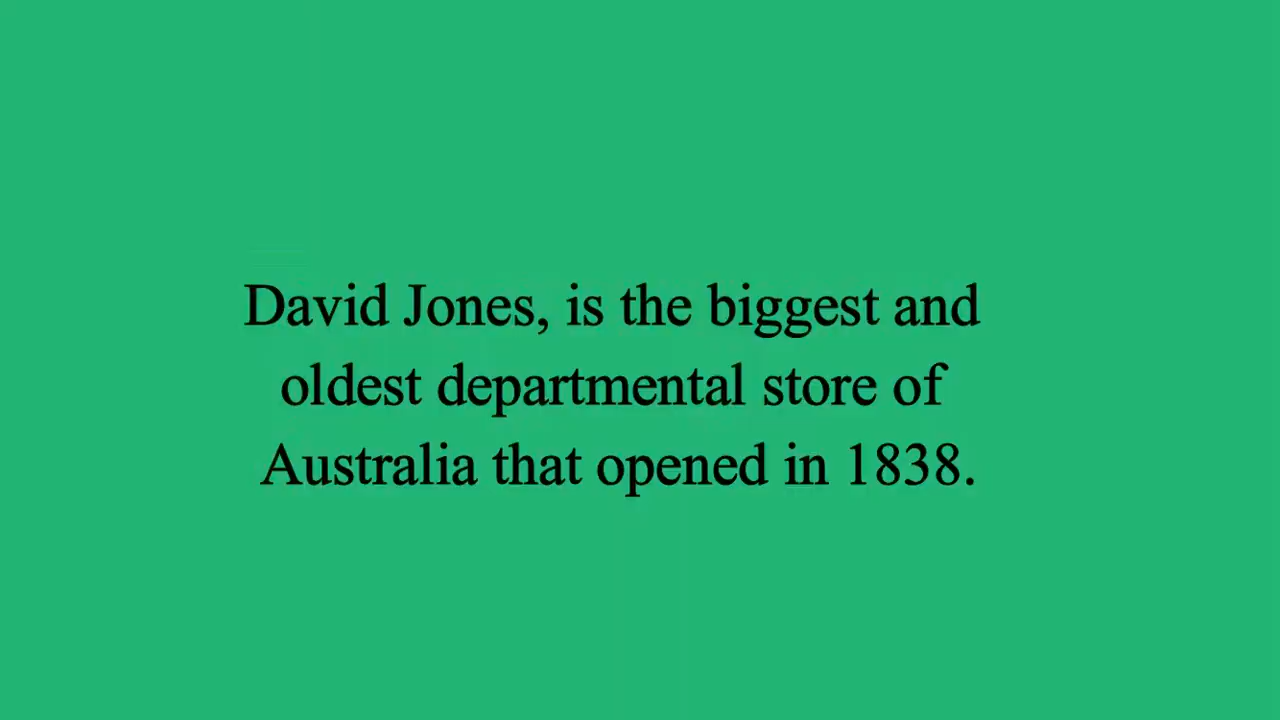 David Jones, is the biggest and
oldest departmental store of
Australia that opened in 1838.